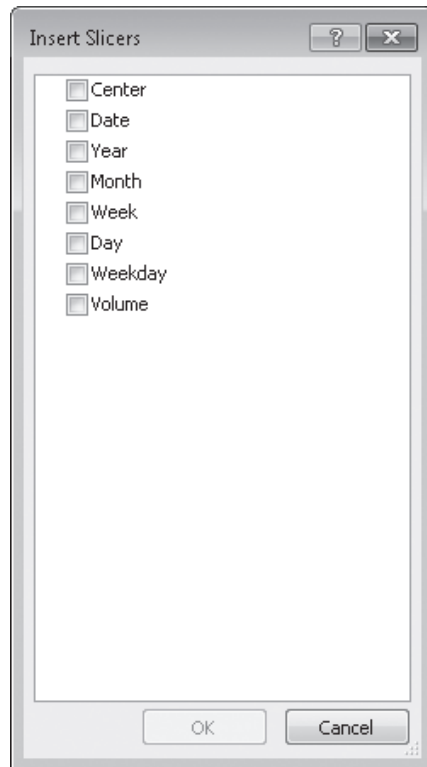 Insert Slicers
Center
Date
Year
Month
Week
Day
Weekday
Volume
OK
Cancel